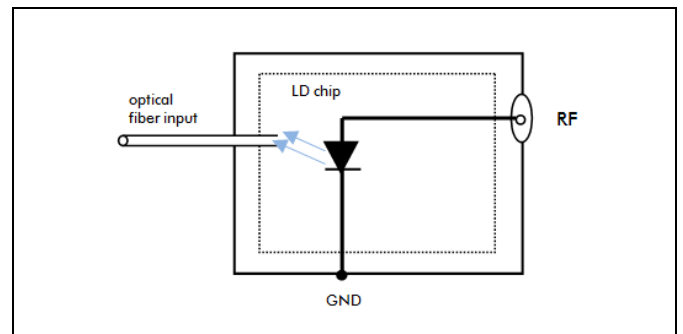 optical
fiber input
LD chip
RF
GND